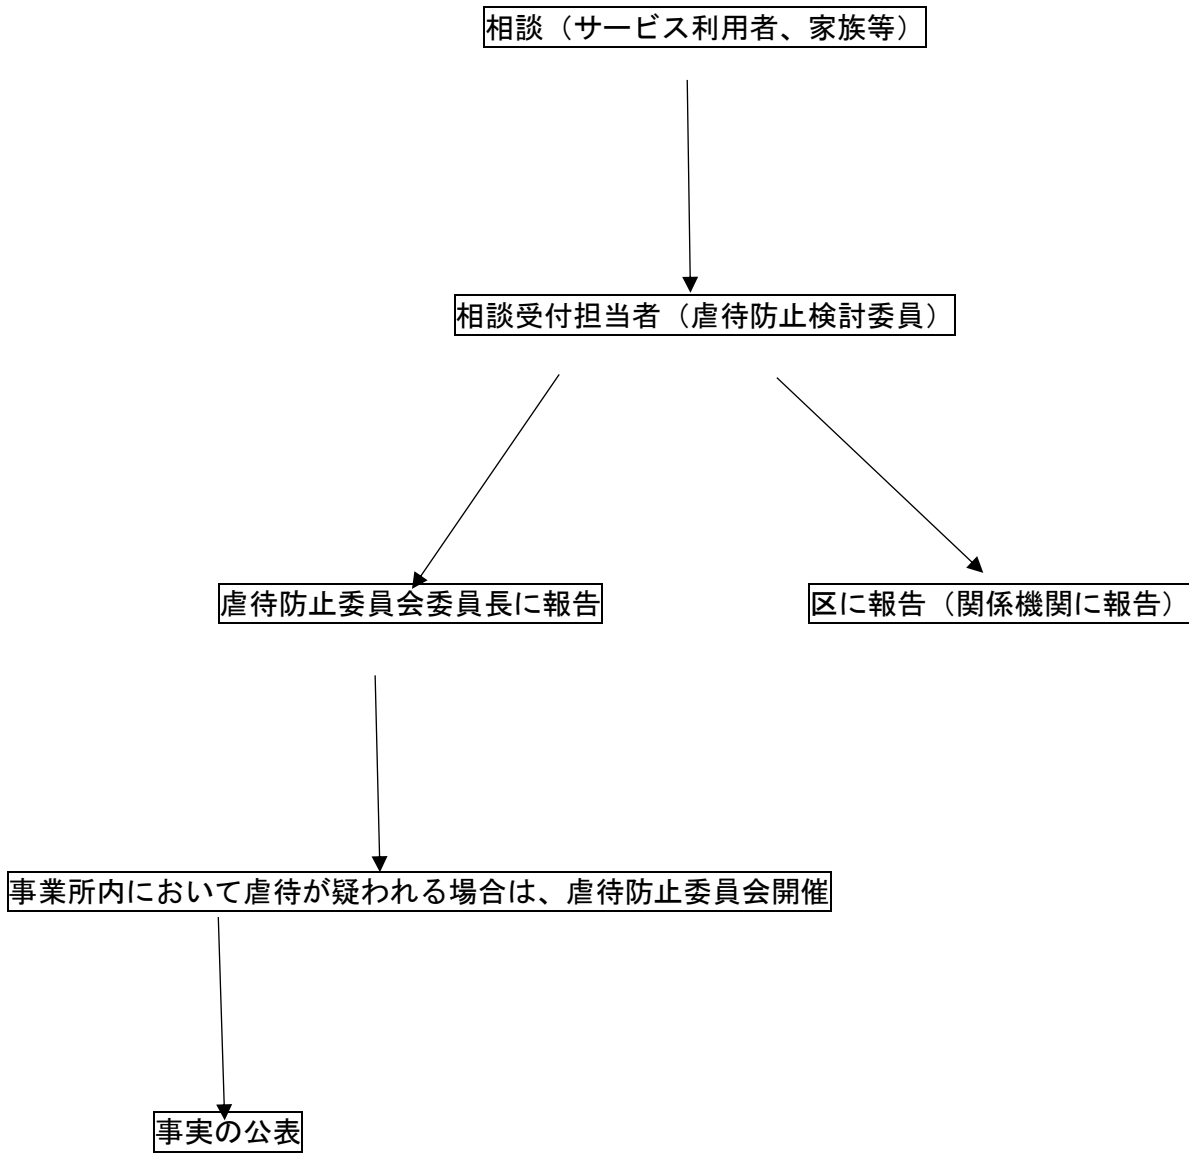 相談（サービス利用者、家族等）
相談受付担当者（虐待防止検討委員）
虐待防止委員会委員長に報告
区に報告（関係機関に報告）
事業所内において虐待が疑われる場合は、虐待防止委員会開催
事実の公表